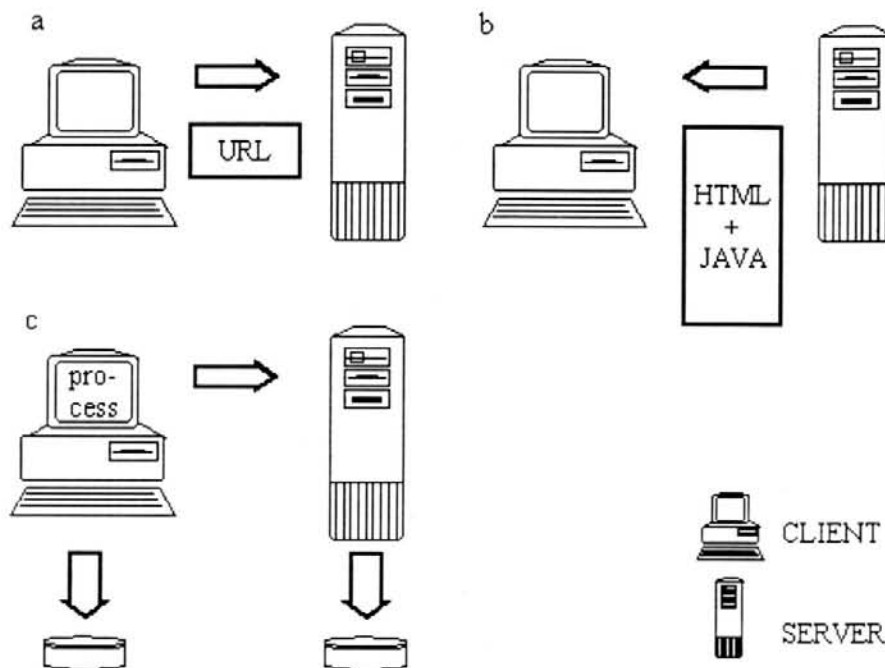 a
b
URL
HTML
+
JAVA
c
pro-
cess
CLIENT
SERVER